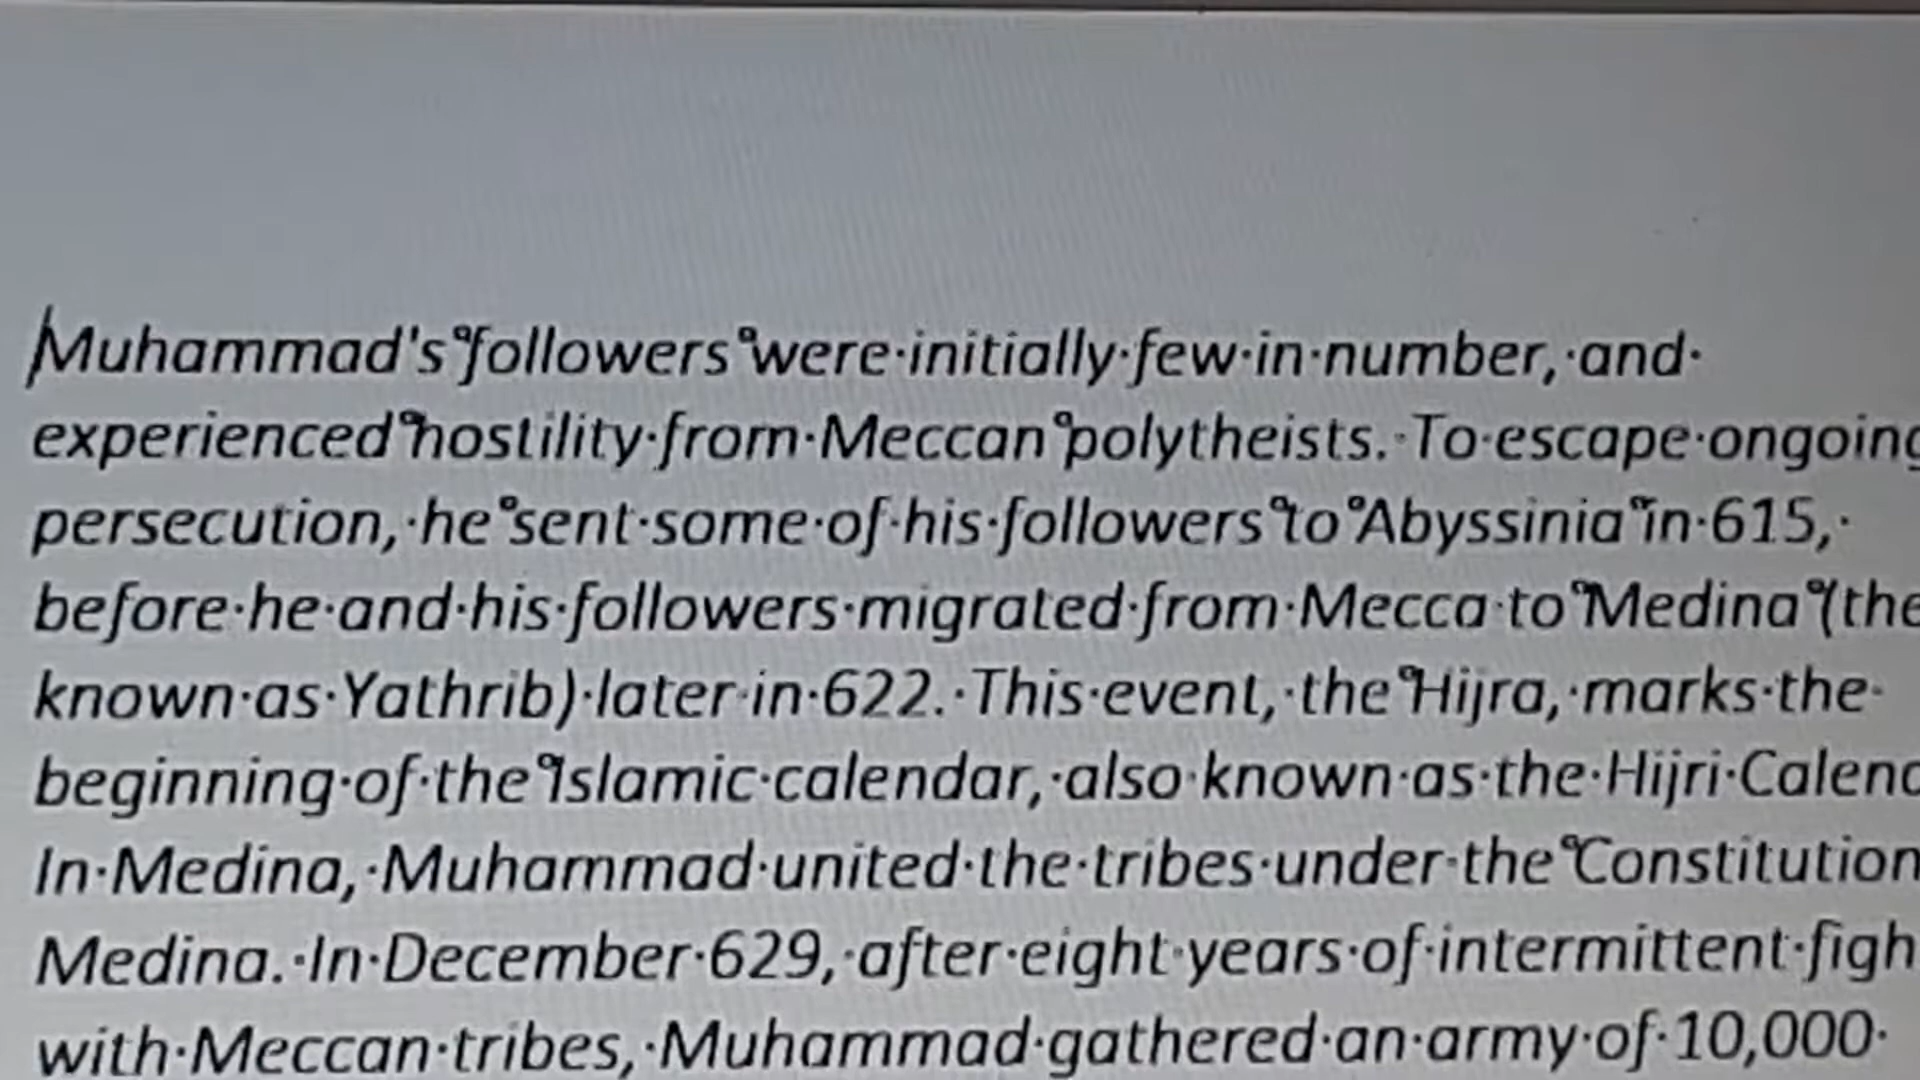 Muhammad's followers were initially few in number, and
experienced hostility from Meccan polytheists. To escape ongoing
persecution, he sent some of his followers to Abyssinia in 615,
before he and his followers migrated from Mecca to Medina (the
known as Yathrib) later in 622. This event, the Hijra, marks the
beginning of the Islamic calendar, also known as the Hijri Calend
In Medina, Muhammad united the tribes under the Constitution
Medina. In December 629, after eight years of intermittent figh
with Meccan tribes, Muhammad gathered an army of 10,000